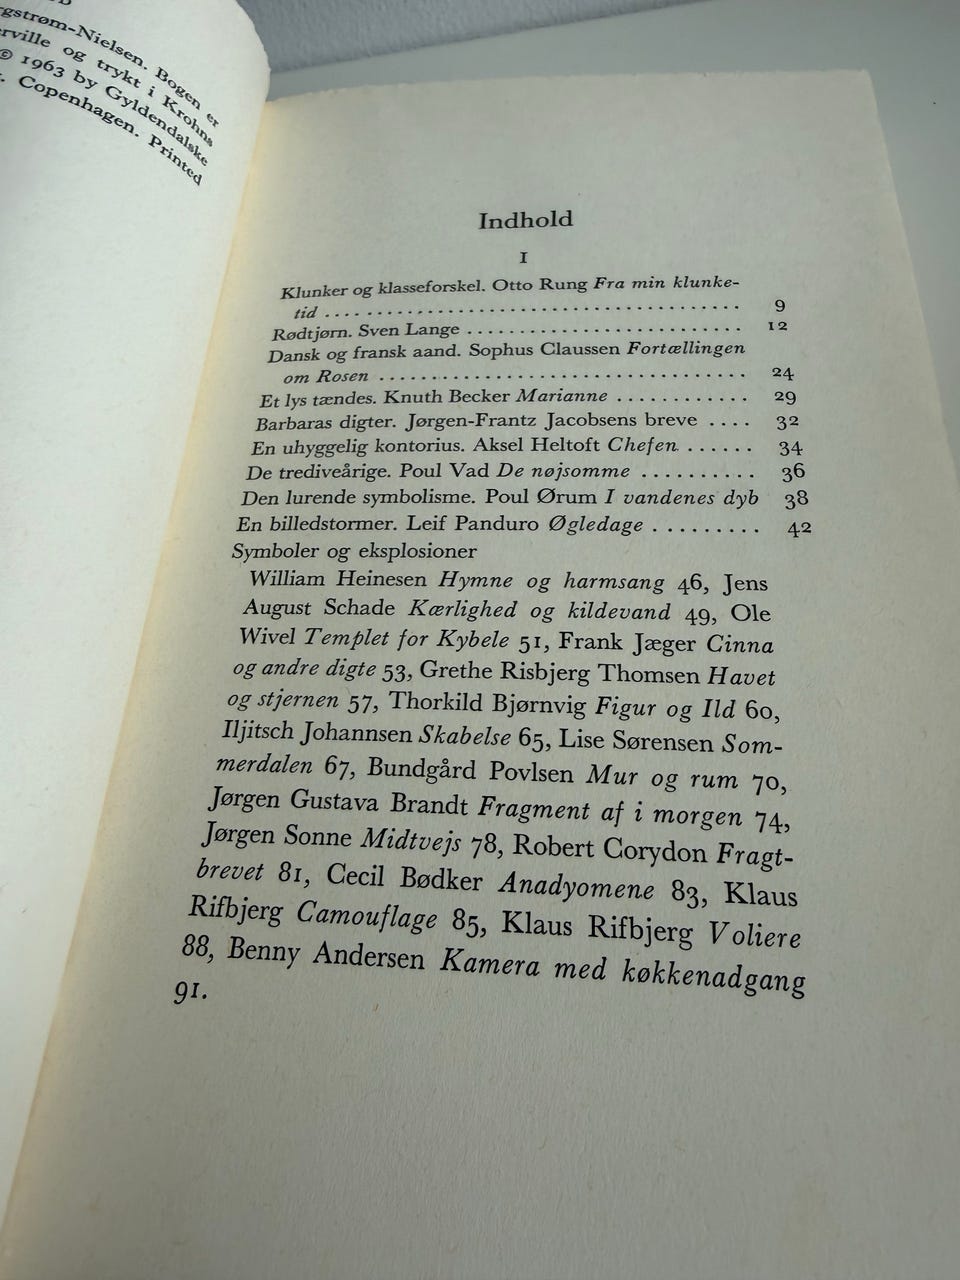 rgstrøm-Nielsen. Bogen er
rville og trykt i Krohns
© 1963 by Gyldendalske
Copenhagen. Printed
Indhold
I
Klunker og klasseforskel. Otto Rung Fra min klunke-
tid ........................................ 9
Rødtjørn. Sven Lange ........................... 12
Dansk og fransk aand. Sophus Claussen Fortællingen
om Rosen .................................. 24
Et lys tændes. Knuth Becker Marianne ............ 29
Barbaras digter. Jørgen-Frantz Jacobsens breve .... 32
En uhyggelig kontorius. Aksel Heltoft Chefen ....... 34
De trediveårige. Poul Vad De nøjsomme .......... 36
Den lurende symbolisme. Poul Ørum I vandenes dyb 38
En billedstormer. Leif Panduro Øgledage ......... 42
Symboler og eksplosioner
William Heinesen Hymne og harmsang 46, Jens
August Schade Kærlighed og kildevand 49, Ole
Wivel Templet for Kybele 51, Frank Jæger Cinna
og andre digte 53, Grethe Risbjerg Thomsen Havet
og stjernen 57, Thorkild Bjørnvig Figur og Ild 60,
Iljitsch Johannsen Skabelse 65, Lise Sørensen Som-
merdalen 67, Bundgård Povlsen Mur og rum 70,
Jørgen Gustava Brandt Fragment af i morgen 74,
Jørgen Sonne Midtvejs 78, Robert Corydon Fragt-
brevet 81, Cecil Bødker Anadyomene 83, Klaus
Rifbjerg Camouflage 85, Klaus Rifbjerg Voliere
88, Benny Andersen Kamera med køkkenadgang
91.